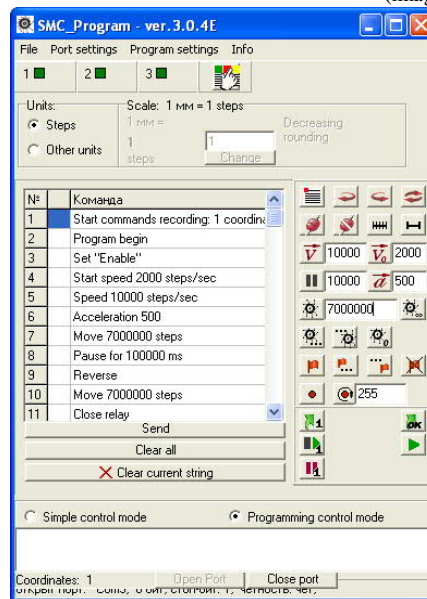 SMC_Program - ver.3.0.4E
File Port settings Program settings Info
1 2 3
Units:
Steps
Other units
Scale: 1 мм = 1 steps
1 мм =
1
steps
1
Change
Decreasing
rounding
№ Команда
1 Start commands recording: 1 coordina
2 Program begin
3 Set "Enable"
4 Start speed 2000 steps/sec
5 Speed 10000 steps/sec
6 Acceleration 500
7 Move 7000000 steps
8 Pause for 100000 ms
9 Reverse
10 Move 7000000 steps
11 Close relay
V 10000 V0 2000
10000 a 500
7000000
255
Send
Clear all
Clear current string
1 OK
1
1
Simple control mode Programming control mode
Coordinates: 1 Open Port Close port